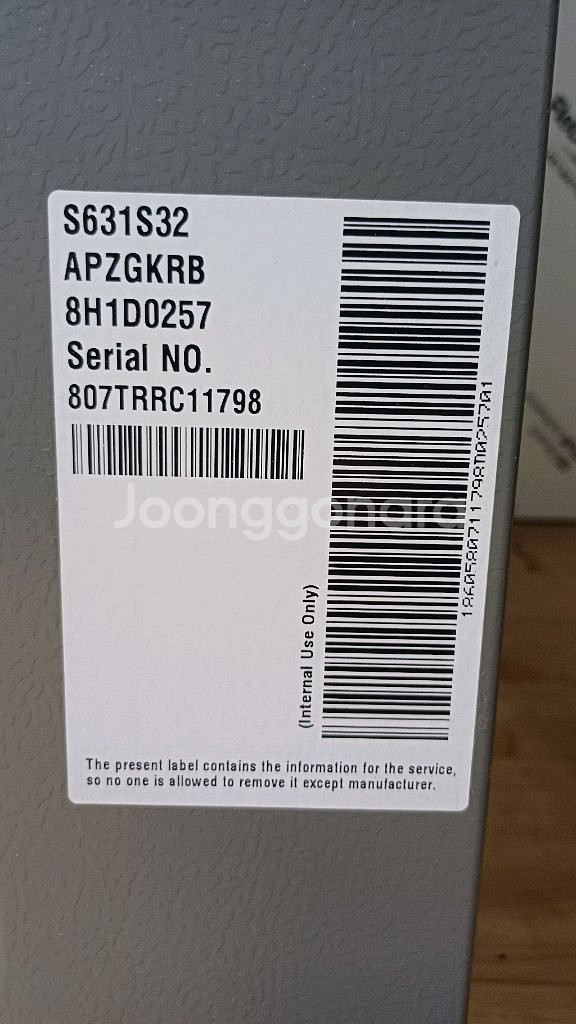 S631S32
APZGKRB
8H1D0257
Serial NO.
807TRRC11798
Joonggonara
(Internal Use Only)
The present label contains the information for the service,
so no one is allowed to remove it except manufacturer.